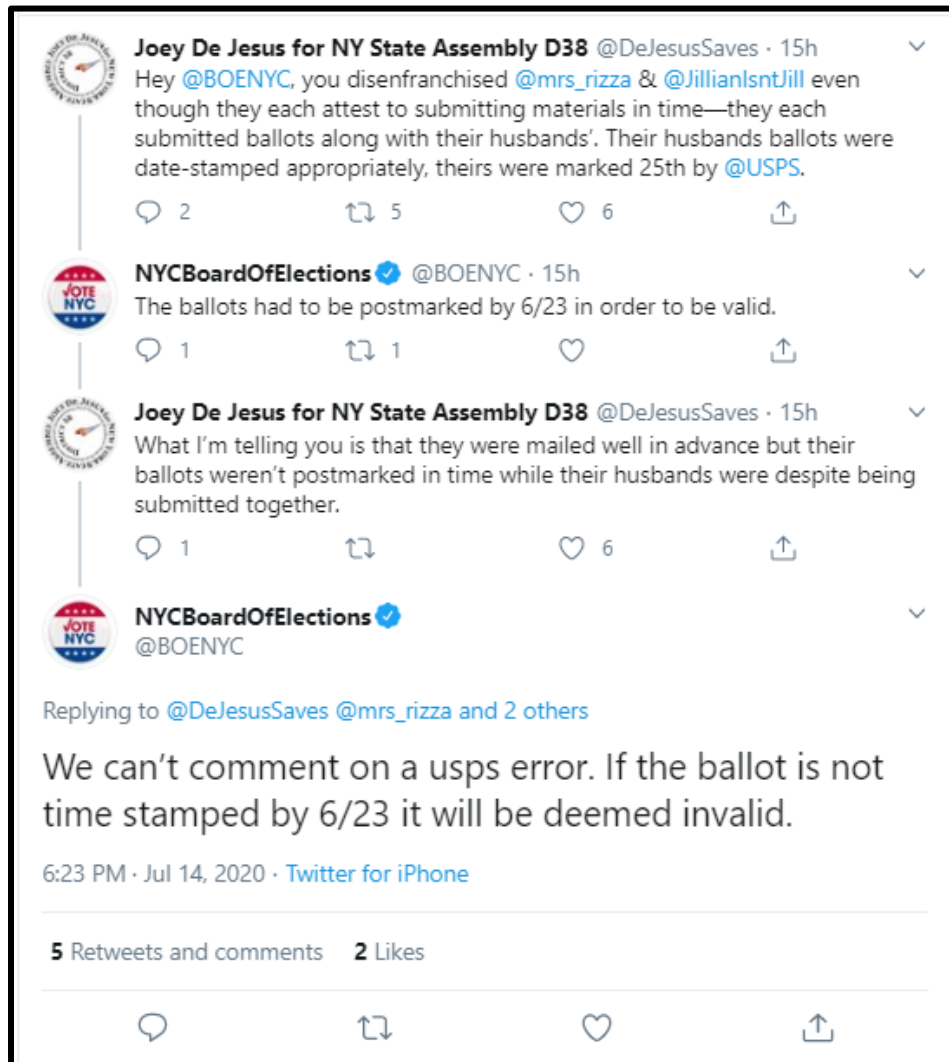 Joey De Jesus for NY State Assembly D38 @DeJesusSaves · 15h
Hey @BOENYC, you disenfranchised @mrs_rizza & @JillianIsntJill even
though they each attest to submitting materials in time—they each
submitted ballots along with their husbands’. Their husbands ballots were
date-stamped appropriately, theirs were marked 25th by @USPS.
2 5 6
VOTE
NYC
NYCBoardOfElections @BOENYC · 15h
The ballots had to be postmarked by 6/23 in order to be valid.
1 1
Joey De Jesus for NY State Assembly D38 @DeJesusSaves · 15h
What I’m telling you is that they were mailed well in advance but their
ballots weren’t postmarked in time while their husbands were despite being
submitted together.
1 6
VOTE
NYC
NYCBoardOfElections
@BOENYC
Replying to @DeJesusSaves @mrs_rizza and 2 others
We can’t comment on a usps error. If the ballot is not
time stamped by 6/23 it will be deemed invalid.
6:23 PM · Jul 14, 2020 · Twitter for iPhone
5 Retweets and comments 2 Likes